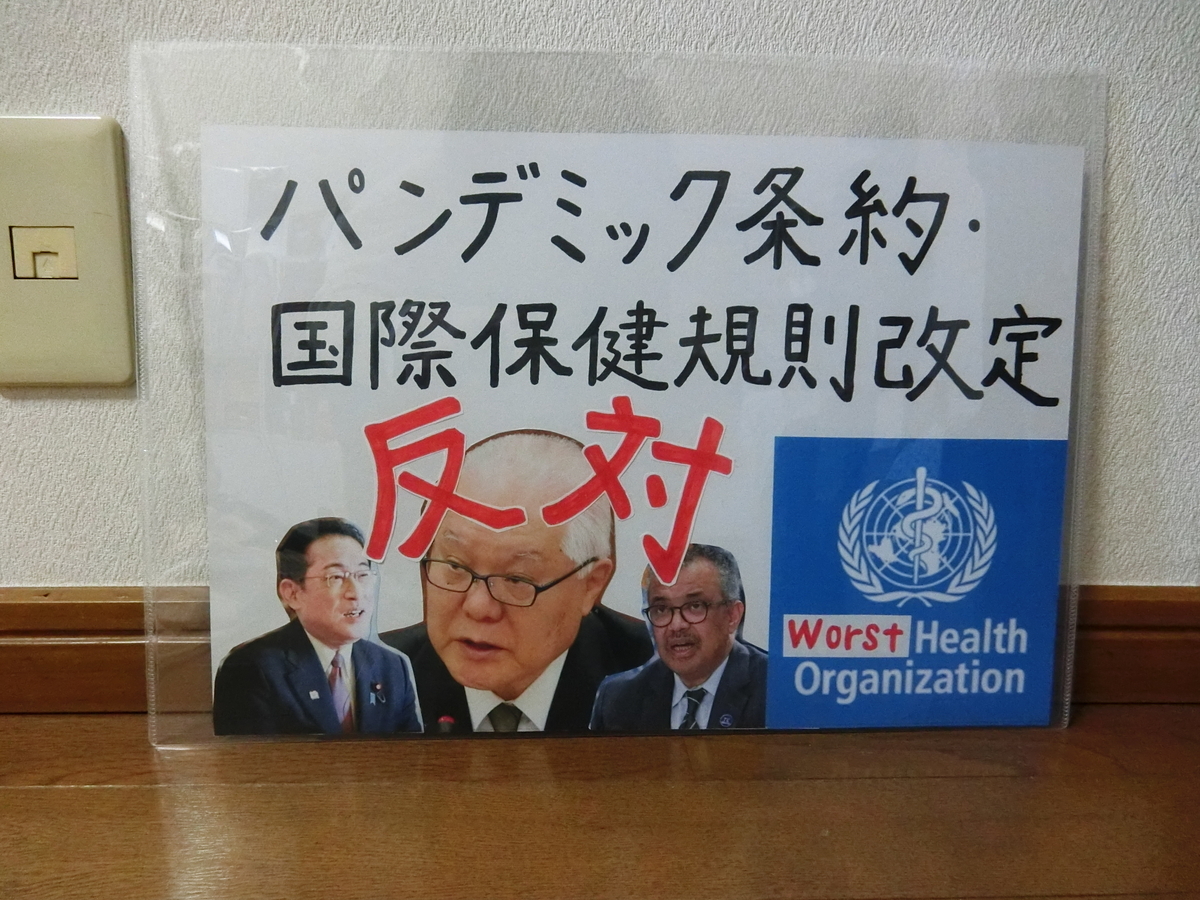 パンデミック条約・
国際保健規則改定
反対
Worst Health
Organization